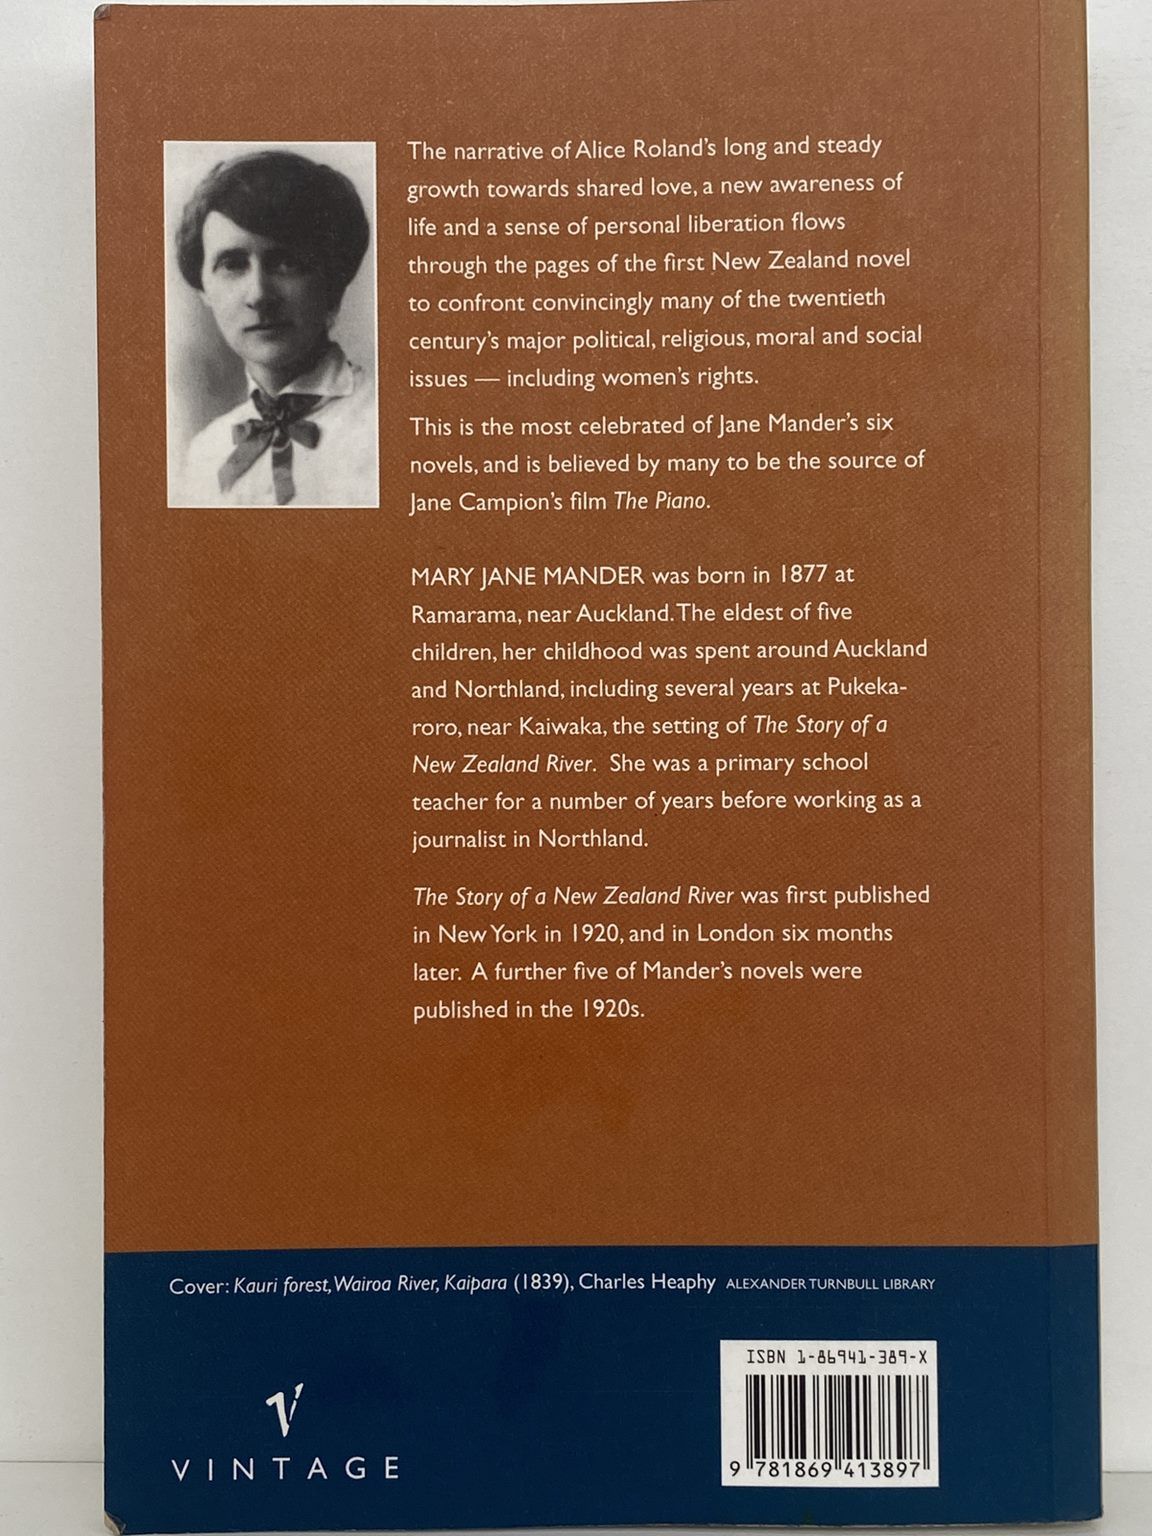 The narrative of Alice Roland's long and steady
growth towards shared love, a new awareness of
life and a sense of personal liberation flows
through the pages of the first New Zealand novel
to confront convincingly many of the twentieth
century's major political, religious, moral and social
issues — including women's rights.
This is the most celebrated of Jane Mander's six
novels, and is believed by many to be the source of
Jane Campion's film The Piano.
MARY JANE MANDER was born in 1877 at
Ramarama, near Auckland. The eldest of five
children, her childhood was spent around Auckland
and Northland, including several years at Pukeka-
roro, near Kaiwaka, the setting of The Story of a
New Zealand River. She was a primary school
teacher for a number of years before working as a
journalist in Northland.
The Story of a New Zealand River was first published
in New York in 1920, and in London six months
later. A further five of Mander's novels were
published in the 1920s.
Cover: Kauri forest, Wairoa River, Kaipara (1839), Charles Heaphy ALEXANDER TURNBULL LIBRARY
ISBN 1-86941-389-X
9 781869 413897
V
VINTAGE